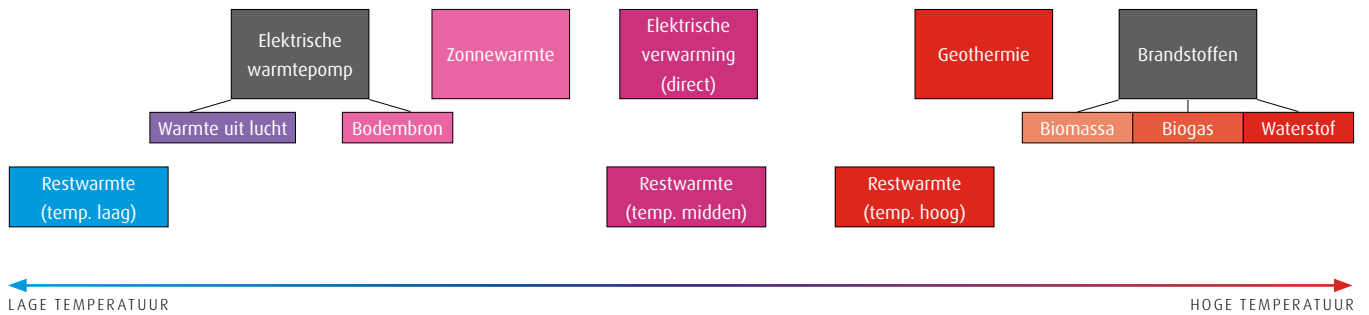 Elektrische
warmtepomp
Zonnewarmte
Elektrische
verwarming
(direct)
Geothermie
Brandstoffen
Warmte uit lucht
Bodembron
Biomassa
Biogas
Waterstof
Restwarmte
(temp. laag)
Restwarmte
(temp. midden)
Restwarmte
(temp. hoog)
LAGE TEMPERATUUR
HOGE TEMPERATUUR